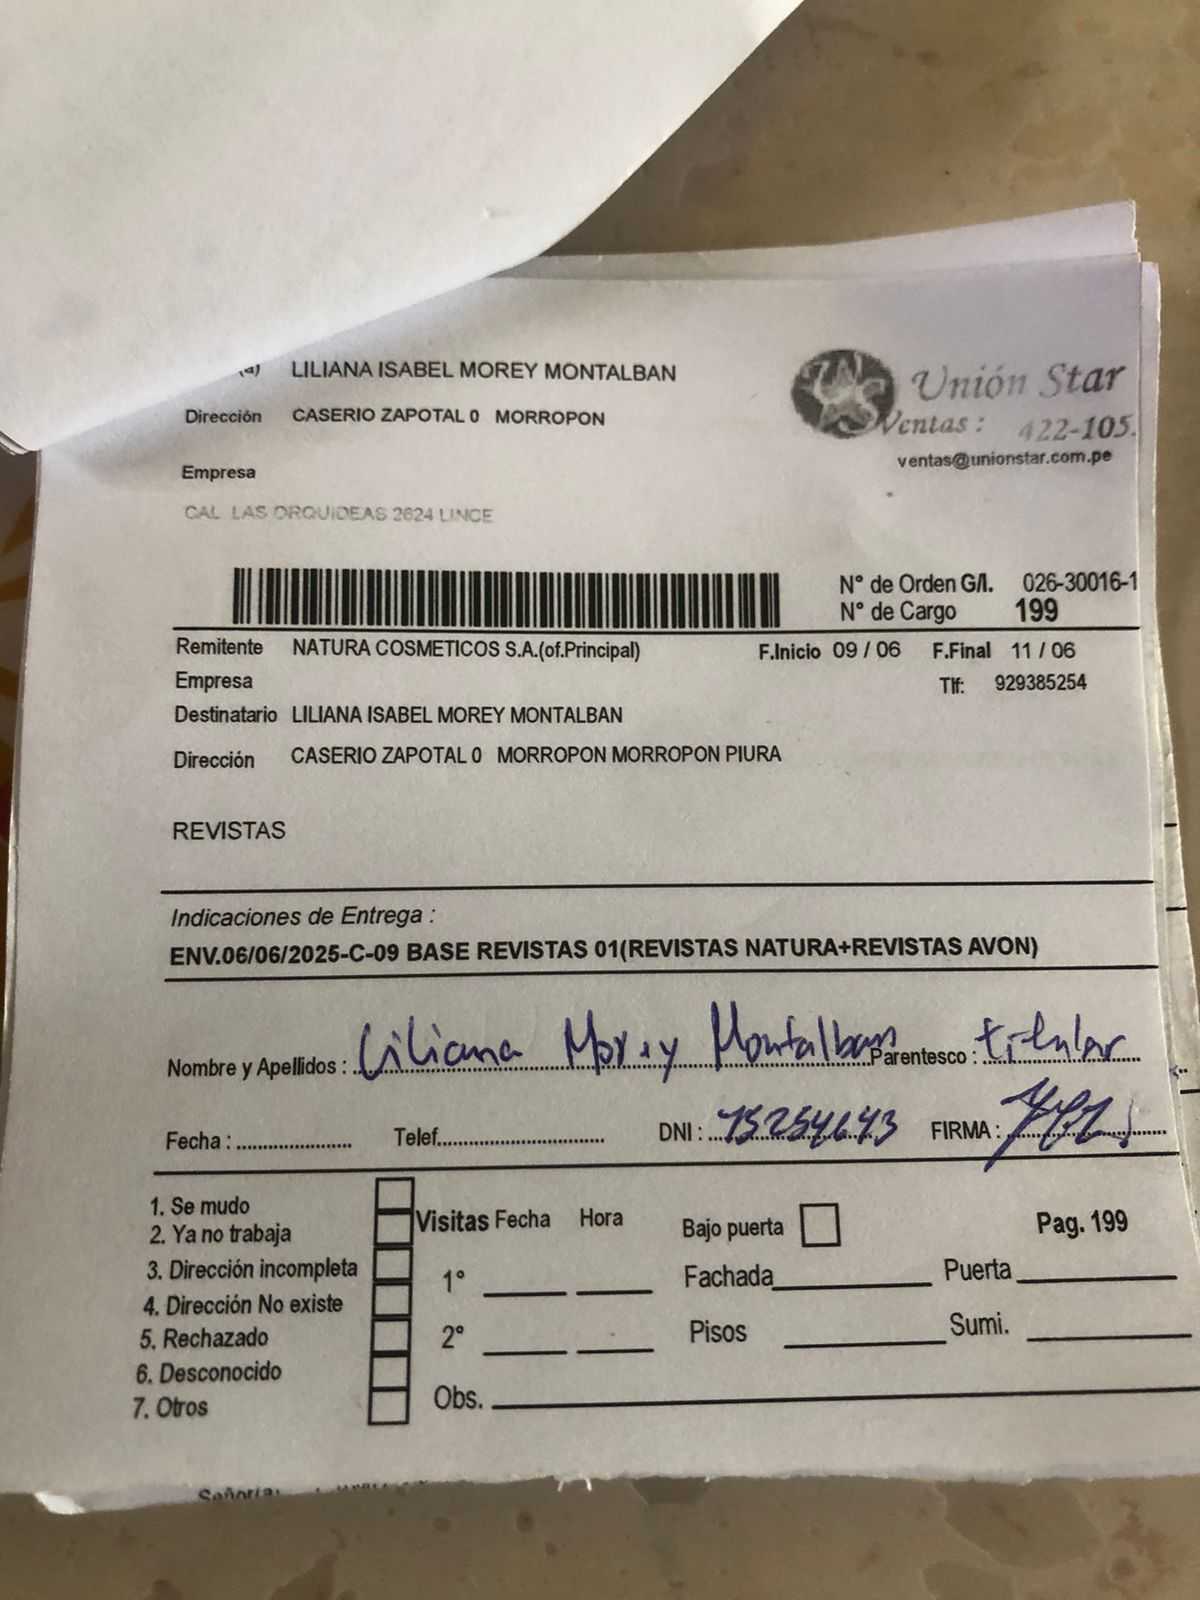 (a) LILIANA ISABEL MOREY MONTALBAN
Dirección CASERIO ZAPOTAL 0 MORROPON
Unión Star
Ventas: 422-105.
ventas@unionstar.com.pe
Empresa
CAL LAS ORQUIDEAS 2624 LINCE
N° de Orden G/I. 026-30016-1
N° de Cargo 199
Remitente NATURA COSMETICOS S.A.(of.Principal) F.Inicio 09 / 06 F.Final 11 / 06
Empresa Tlf: 929385254
Destinatario LILIANA ISABEL MOREY MONTALBAN
Dirección CASERIO ZAPOTAL 0 MORROPON MORROPON PIURA
REVISTAS
Indicaciones de Entrega :
ENV.06/06/2025-C-09 BASE REVISTAS 01(REVISTAS NATURA+REVISTAS AVON)
Nombre y Apellidos : Liliana Morey Montalban Parentesco : titular
Fecha : Telef. DNI : FIRMA :
1. Se mudo
2. Ya no trabaja
3. Dirección incompleta
4. Dirección No existe
5. Rechazado
6. Desconocido
7. Otros
Visitas Fecha Hora Bajo puerta Pag. 199
1° Fachada Puerta
2° Pisos Sumi.
Obs.
Señor(a: